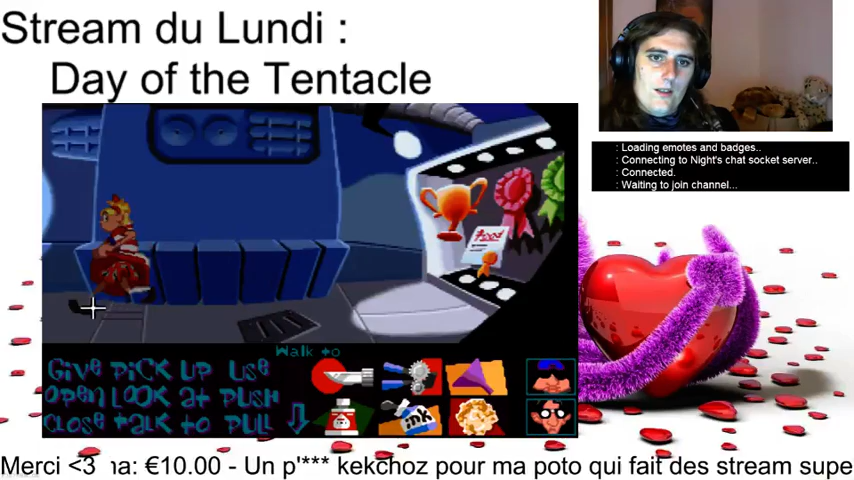 Stream du Lundi :
Day of the Tentacle
: Loading emotes and badges..
: Connecting to Night's chat socket server..
: Connected.
: Waiting to join channel...
Walk to
Give Pick up Use
Open Look at Push
Close Talk to Pull
ink
Merci <3 na: €10.00 - Un p'*** kekchoz pour ma poto qui fait des stream supe